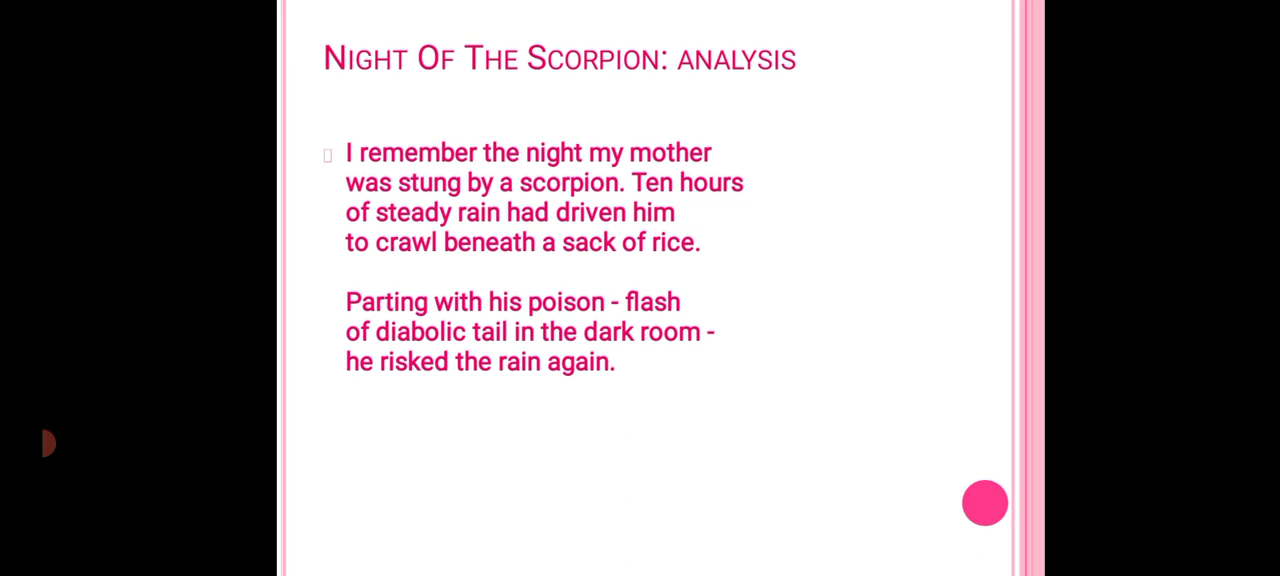 Night Of The Scorpion: analysis
I remember the night my mother
was stung by a scorpion. Ten hours
of steady rain had driven him
to crawl beneath a sack of rice.
Parting with his poison - flash
of diabolic tail in the dark room -
he risked the rain again.